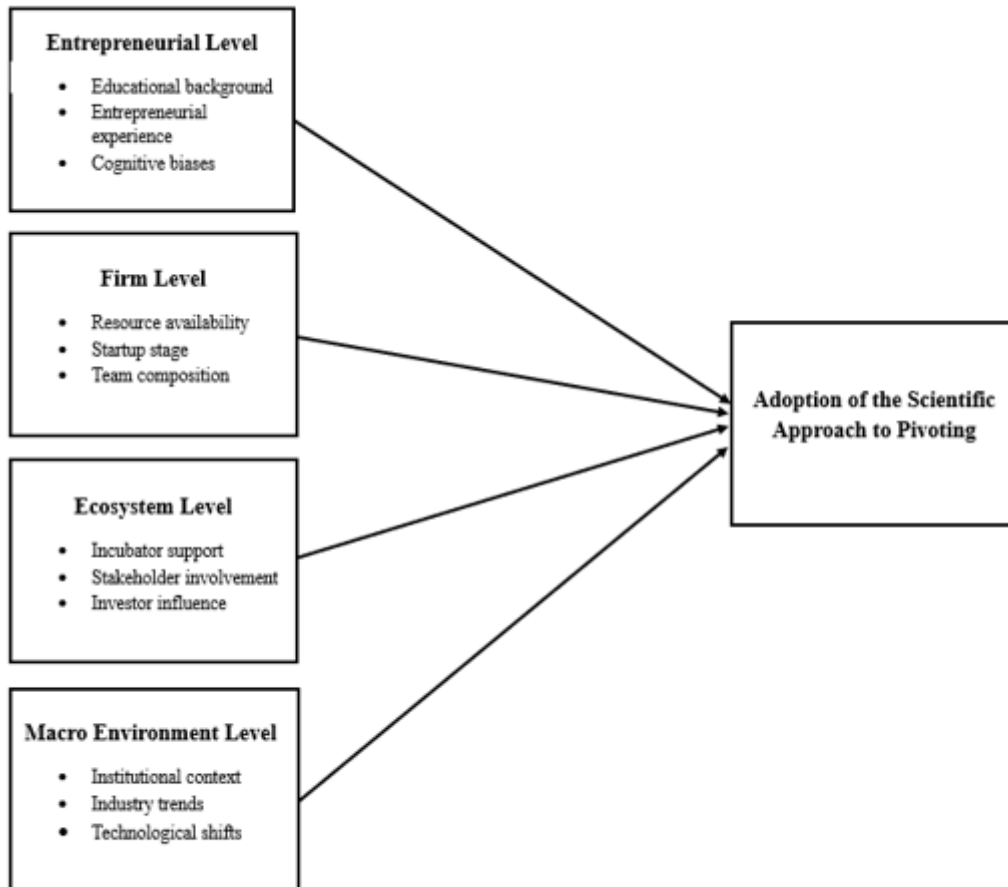 Entrepreneurial Level
• Educational background
• Entrepreneurial
experience
• Cognitive biases
Firm Level
• Resource availability
• Startup stage
• Team composition
Ecosystem Level
• Incubator support
• Stakeholder involvement
• Investor influence
Macro Environment Level
• Institutional context
• Industry trends
• Technological shifts
Adoption of the Scientific
Approach to Pivoting